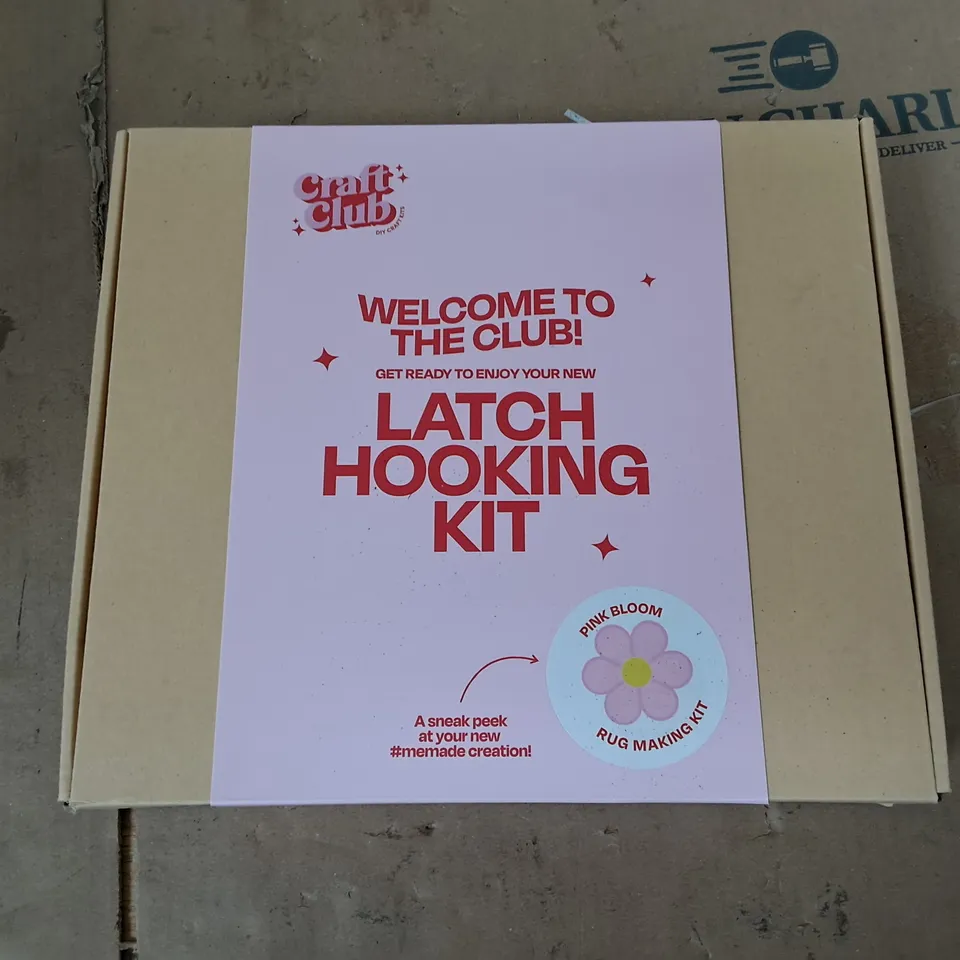 Craft
Club
DIY CRAFT KITS
WELCOME TO
THE CLUB!
GET READY TO ENJOY YOUR NEW
LATCH
HOOKING
KIT
PINK BLOOM
RUG MAKING KIT
A sneak peek
at your new
#memade creation!
DELIVER